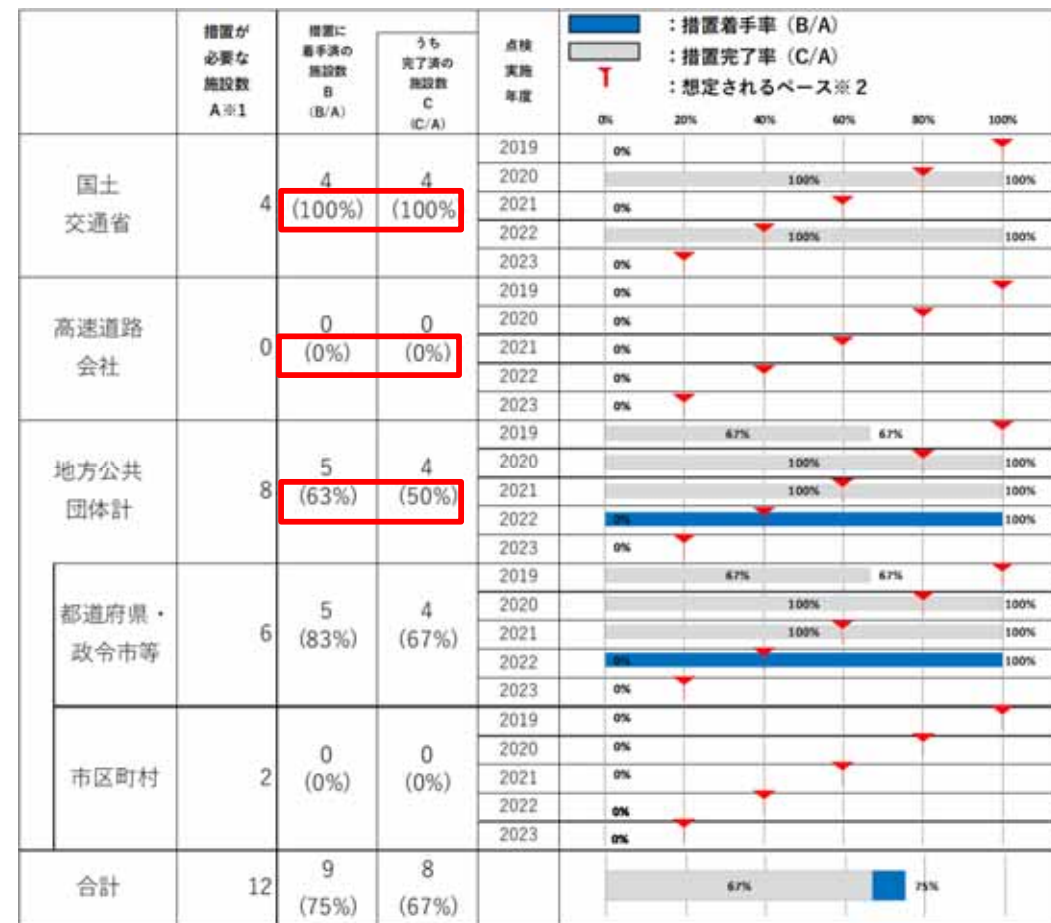 措置が
必要な
施設数
A※1
措置に
着手済の
施設数
B
(B/A)
うち
完了済の
施設数
C
(C/A)
点検
実施
年度
：措置着手率（B/A）
：措置完了率（C/A）
：想定されるペース※2
0% 20% 40% 60% 80% 100%
国土
交通省
4
4
(100%)
4
(100%
2019 0%
2020 100% 100%
2021 0%
2022 100% 100%
2023 0%
高速道路
会社
0
0
(0%)
0
(0%)
2019 0%
2020 0%
2021 0%
2022 0%
2023 0%
地方公共
団体計
8
5
(63%)
4
(50%)
2019 67% 67%
2020 100% 100%
2021 100% 100%
2022 0% 100%
2023 0%
都道府県・
政令市等
6
5
(83%)
4
(67%)
2019 67% 67%
2020 100% 100%
2021 100% 100%
2022 0% 100%
2023 0%
市区町村
2
0
(0%)
0
(0%)
2019 0%
2020 0%
2021 0%
2022 0%
2023 0%
合計
12
9
(75%)
8
(67%)
67% 75%